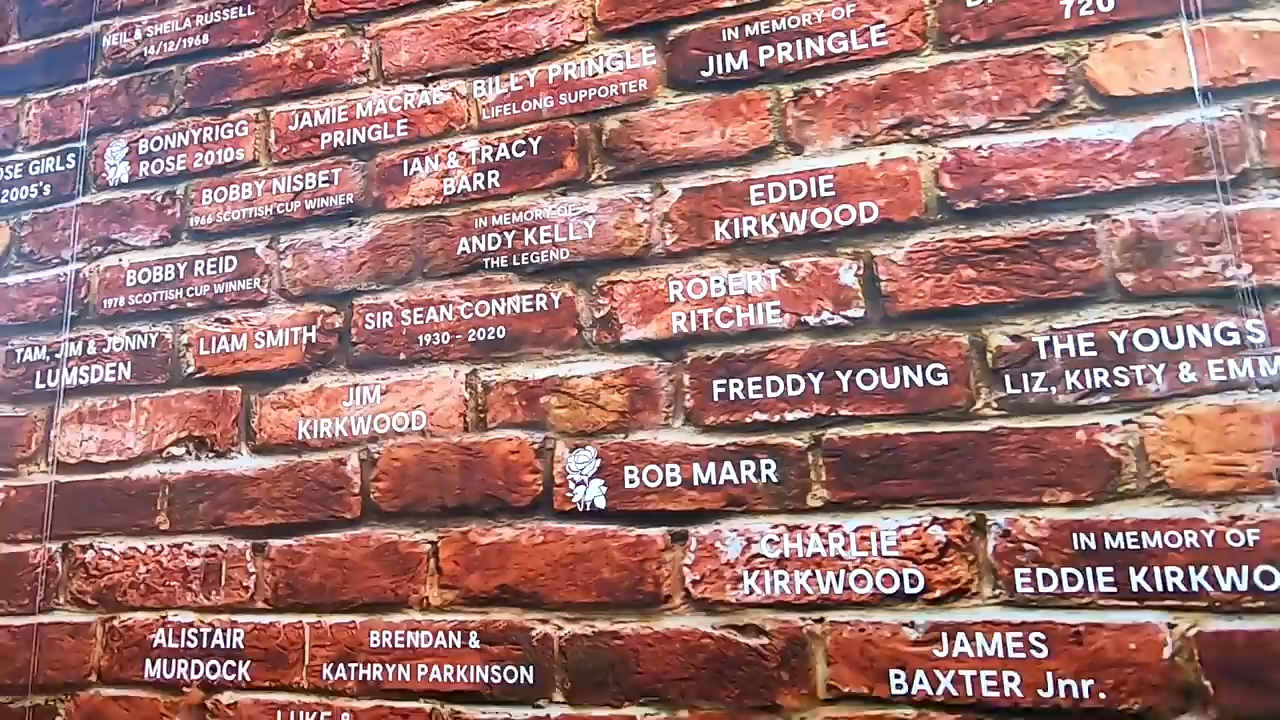 NEIL & SHEILA RUSSELL
14/12/1968
IN MEMORY OF
JIM PRINGLE
720
BILLY PRINGLE
LIFELONG SUPPORTER
JAMIE MACRAE
PRINGLE
BONNYRIGG
ROSE 2010s
GIRLS
2005's
IAN & TRACY
BARR
BOBBY NISBET
1966 SCOTTISH CUP WINNER
EDDIE
KIRKWOOD
IN MEMORY OF
ANDY KELLY
THE LEGEND
BOBBY REID
1978 SCOTTISH CUP WINNER
ROBERT
RITCHIE
SIR SEAN CONNERY
1930 - 2020
LIAM SMITH
TAM, JIM & JONNY
LUMSDEN
THE YOUNGS
LIZ, KIRSTY & EMM
FREDDY YOUNG
JIM
KIRKWOOD
BOB MARR
CHARLIE
KIRKWOOD
IN MEMORY OF
EDDIE KIRKWO
ALISTAIR
MURDOCK
BRENDAN &
KATHRYN PARKINSON
JAMES
BAXTER Jnr.
LUKE &